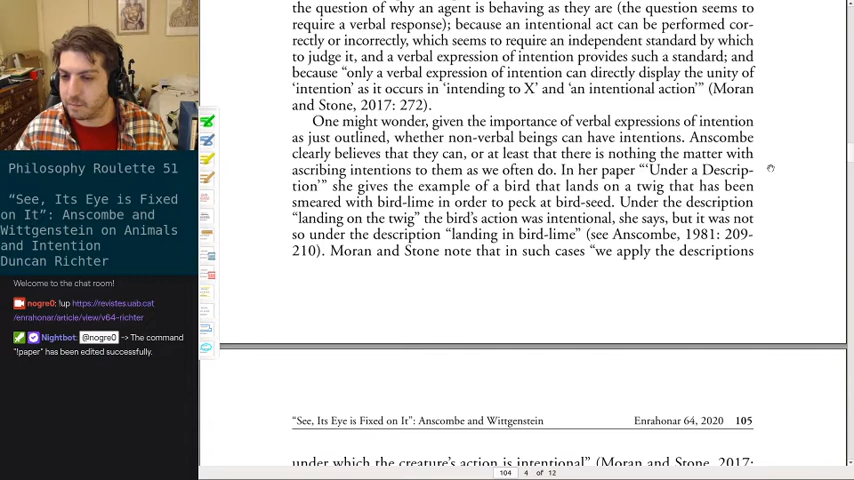 the question of why an agent is behaving as they are (the question seems to
require a verbal response); because an intentional act can be performed cor-
rectly or incorrectly, which seems to require an independent standard by which
to judge it, and a verbal expression of intention provides such a standard; and
because “only a verbal expression of intention can directly display the unity of
‘intention’ as it occurs in ‘intending to X’ and ‘an intentional action’” (Moran
and Stone, 2017: 272).
One might wonder, given the importance of verbal expressions of intention
as just outlined, whether non-verbal beings can have intentions. Anscombe
clearly believes that they can, or at least that there is nothing the matter with
ascribing intentions to them as we often do. In her paper “‘Under a Descrip-
tion’” she gives the example of a bird that lands on a twig that has been
smeared with bird-lime in order to peck at bird-seed. Under the description
“landing on the twig” the bird’s action was intentional, she says, but it was not
so under the description “landing in bird-lime” (see Anscombe, 1981: 209-
210). Moran and Stone note that in such cases “we apply the descriptions
“See, Its Eye is Fixed on It”: Anscombe and Wittgenstein
Enrahonar 64, 2020 105
under which the creature’s action is intentional” (Moran and Stone, 2017:
104 4 of 12
Philosophy Roulette 51
“See, Its Eye is Fixed
on It”: Anscombe and
Wittgenstein on Animals
and Intention
Duncan Richter
Welcome to the chat room!
nogre0: !up https://revistes.uab.cat
/enrahonar/article/view/v64-richter
Nightbot: @nogre0 -> The command
"!paper" has been edited successfully.